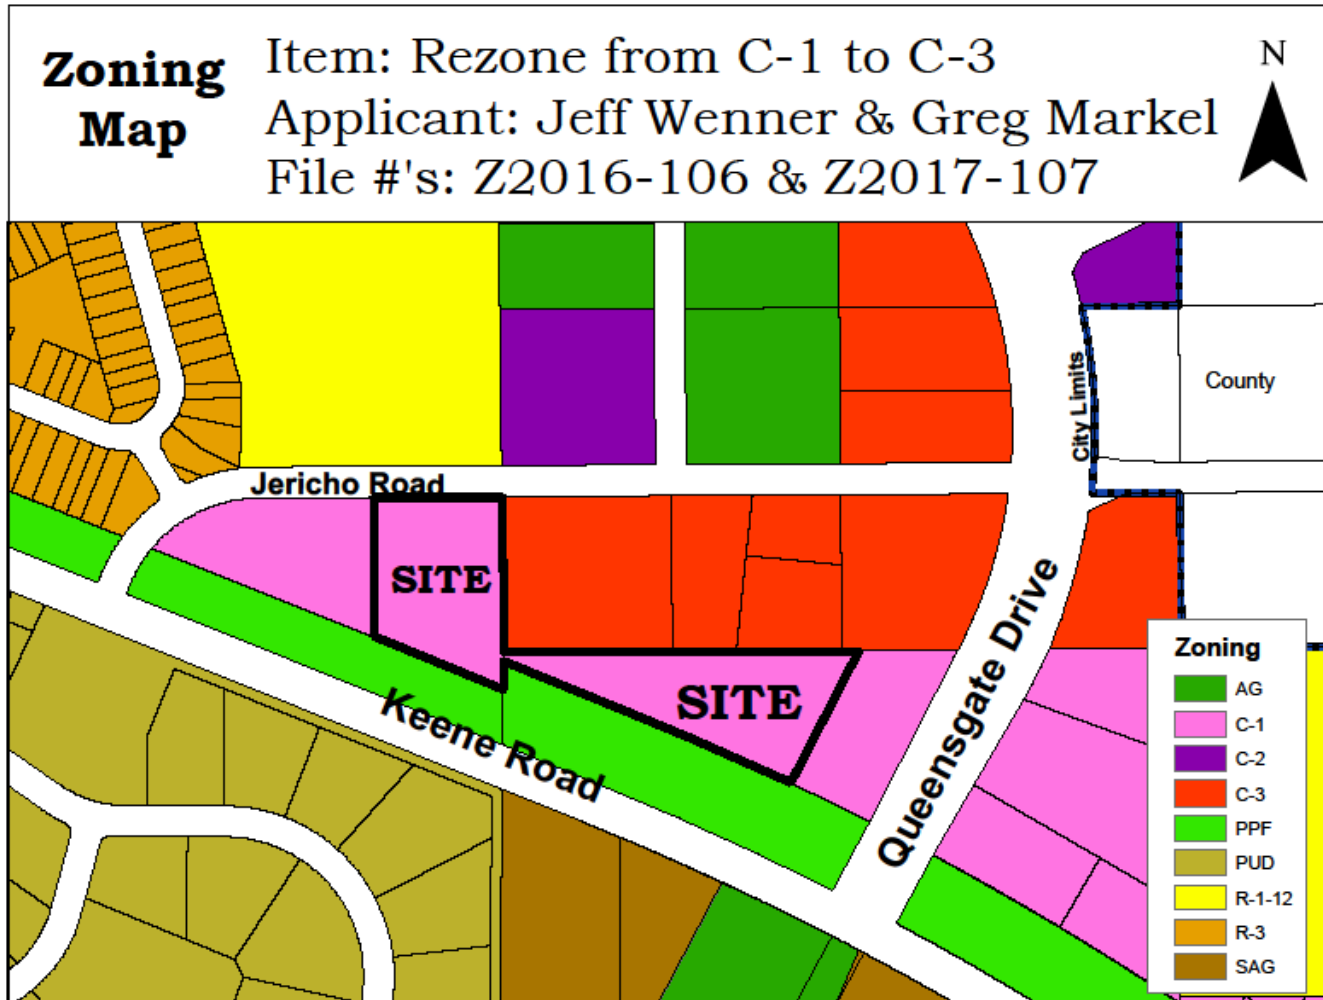 Zoning
Map
Item: Rezone from C-1 to C-3
Applicant: Jeff Wenner & Greg Markel
File #'s: Z2016-106 & Z2017-107
N
City Limits
County
Jericho Road
SITE
SITE
Keene Road
Queensgate Drive
Zoning
AG
C-1
C-2
C-3
PPF
PUD
R-1-12
R-3
SAG